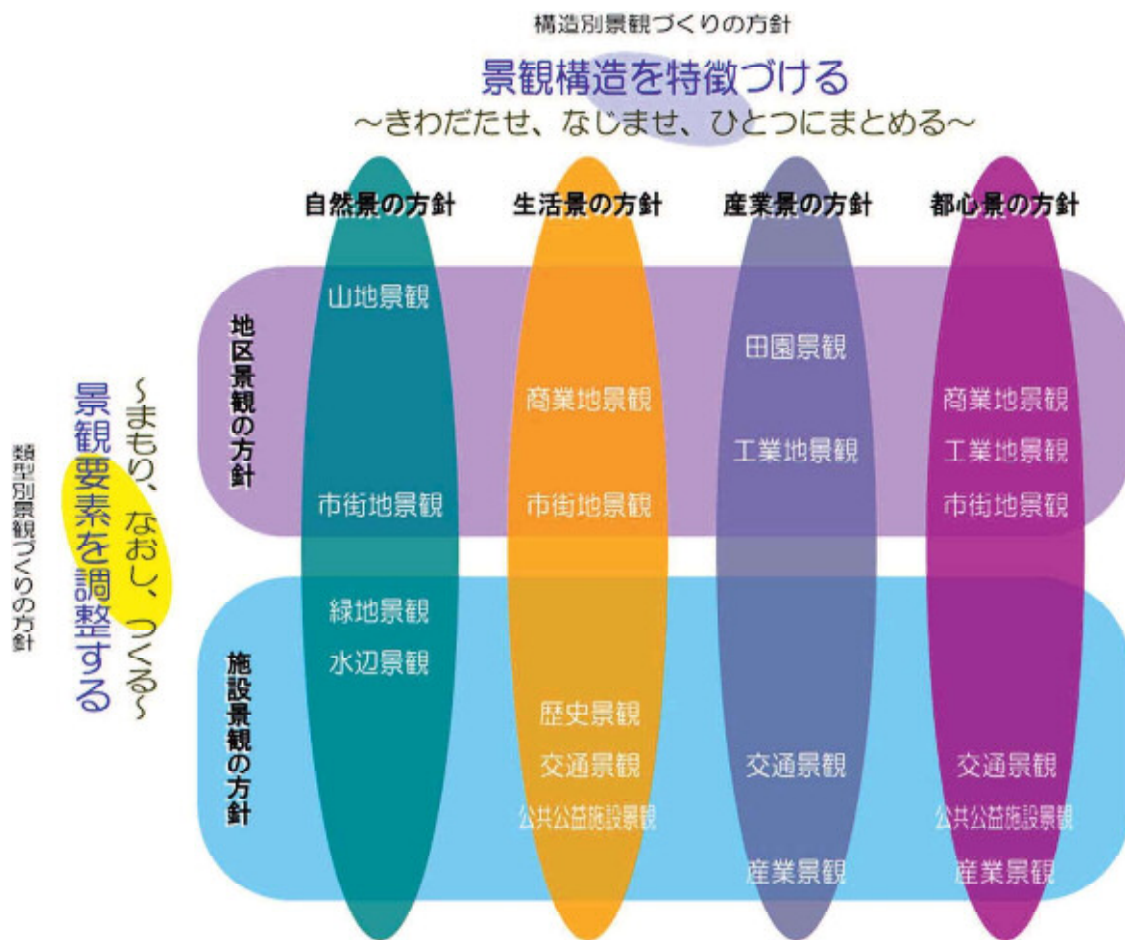 構造別景観づくりの方針
景観構造を特徴づける
～きわだたせ、なじませ、ひとつにまとめる～
自然景の方針
生活景の方針
産業景の方針
都心景の方針
類型別景観づくりの方針
景観要素を調整する
～まもり、なおし、つくる～
地区景観の方針
山地景観
田園景観
商業地景観
商業地景観
工業地景観
工業地景観
市街地景観
市街地景観
市街地景観
施設景観の方針
緑地景観
水辺景観
歴史景観
交通景観
交通景観
交通景観
公共公益施設景観
公共公益施設景観
産業景観
産業景観